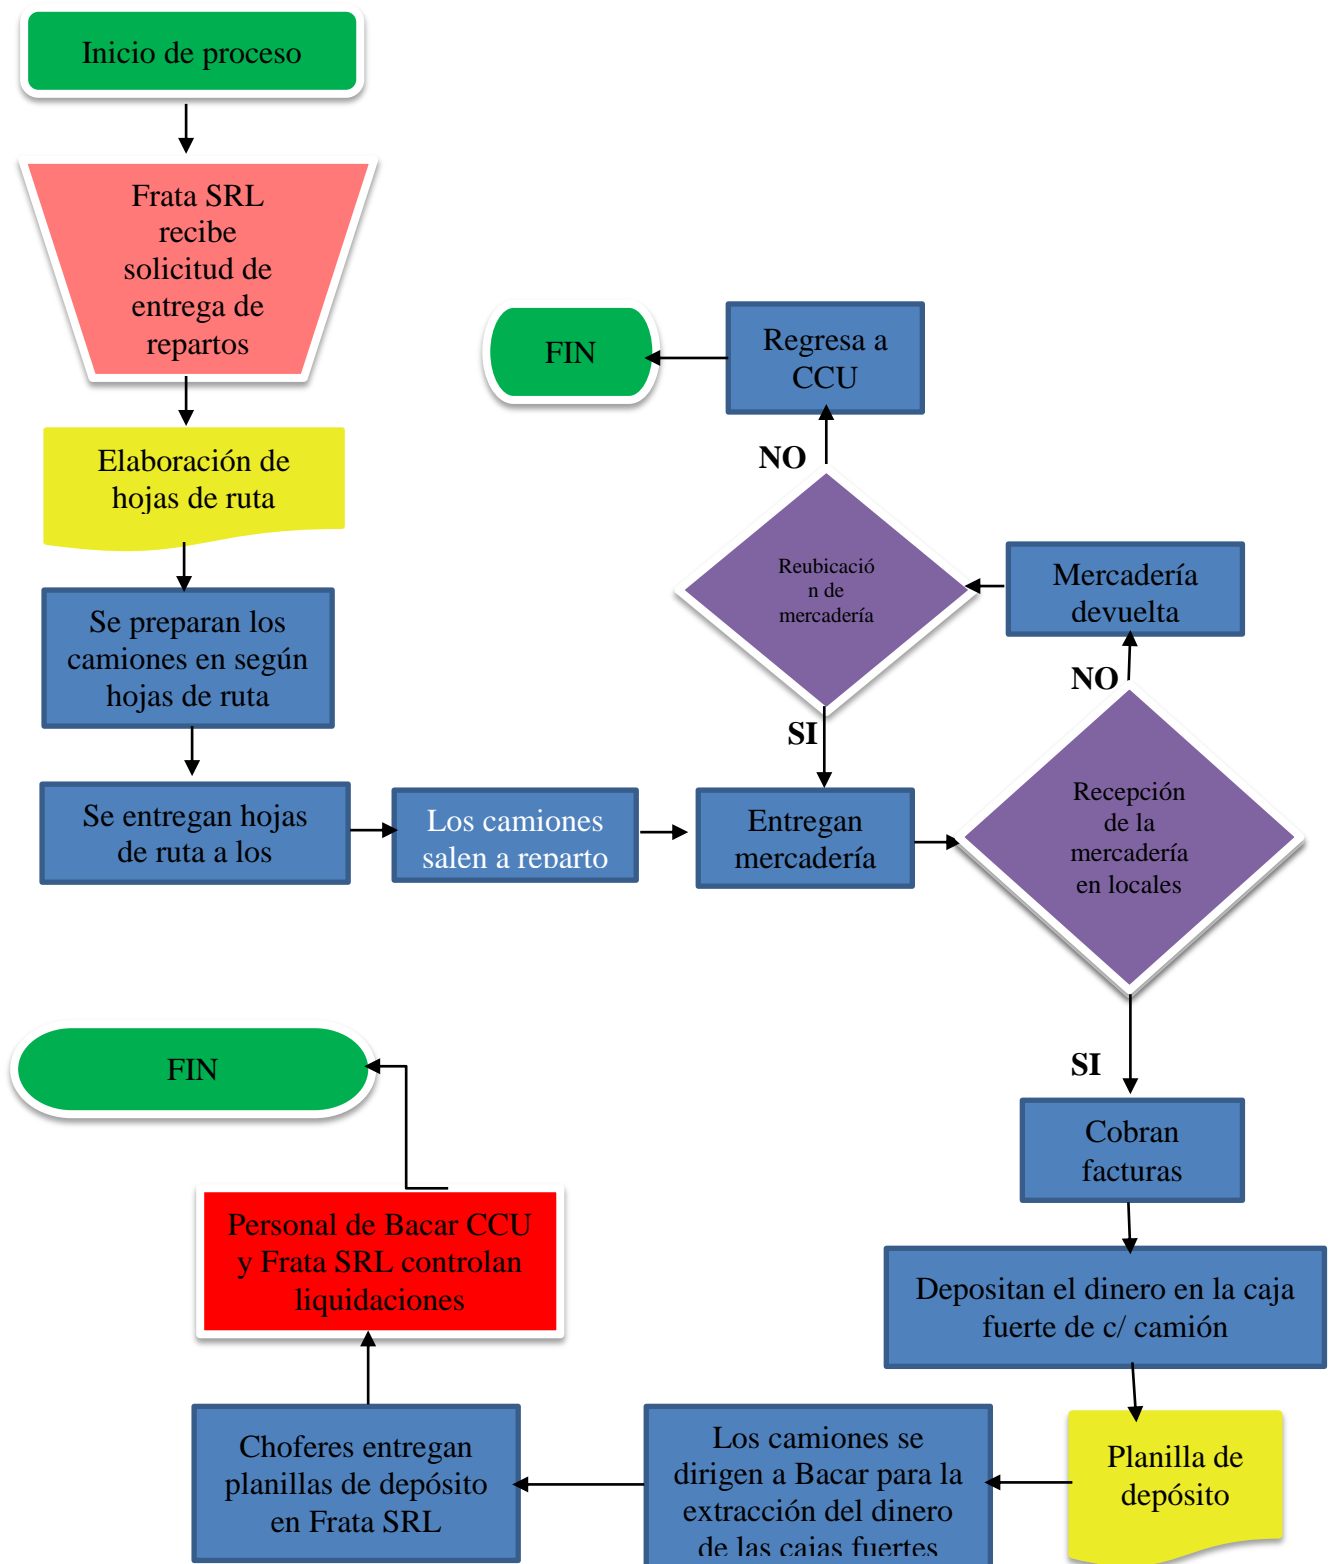 Inicio de proceso
Frata SRL
recibe
solicitud de
entrega de
repartos
Elaboración de
hojas de ruta
Se preparan los
camiones en según
hojas de ruta
Se entregan hojas
de ruta a los
Los camiones
salen a reparto
Entregan
mercadería
Recepción
de la
mercadería
en locales
NO
Mercadería
devuelta
Reubicació
n de
mercadería
NO
Regresa a
CCU
FIN
SI
SI
Cobran
facturas
Depositan el dinero en la caja
fuerte de c/ camión
Planilla de
depósito
Los camiones se
dirigen a Bacar para la
extracción del dinero
de las cajas fuertes
Choferes entregan
planillas de depósito
en Frata SRL
Personal de Bacar CCU
y Frata SRL controlan
liquidaciones
FIN